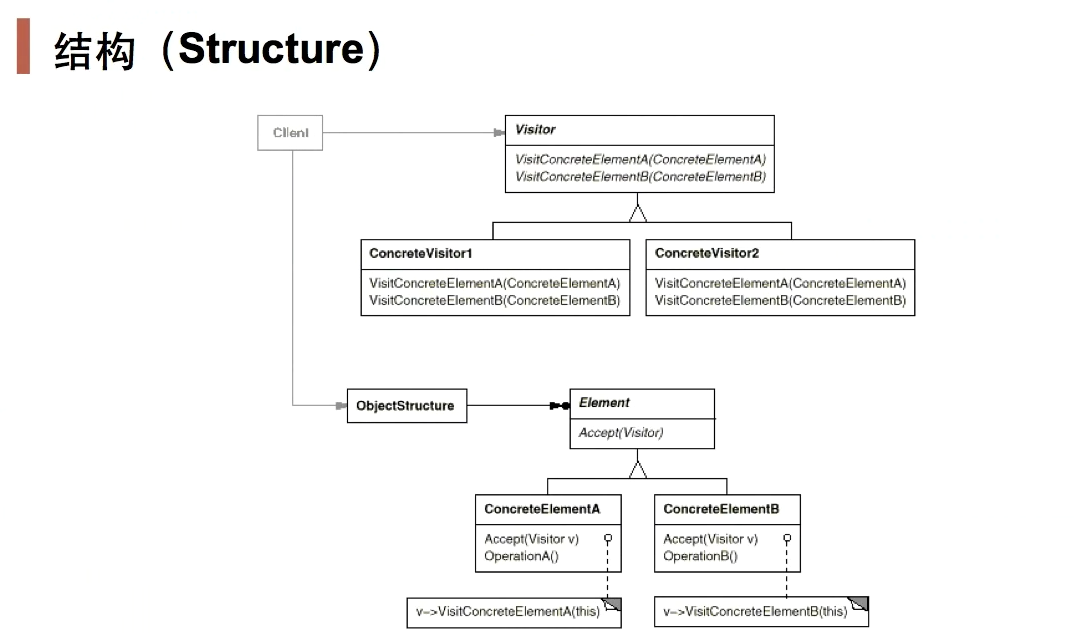 结构（Structure）
Client
Visitor
VisitConcreteElementA(ConcreteElementA)
VisitConcreteElementB(ConcreteElementB)
ConcreteVisitor1
VisitConcreteElementA(ConcreteElementA)
VisitConcreteElementB(ConcreteElementB)
ConcreteVisitor2
VisitConcreteElementA(ConcreteElementA)
VisitConcreteElementB(ConcreteElementB)
ObjectStructure
Element
Accept(Visitor)
ConcreteElementA
Accept(Visitor v)
OperationA()
ConcreteElementB
Accept(Visitor v)
OperationB()
v–>VisitConcreteElementA(this)
v–>VisitConcreteElementB(this)